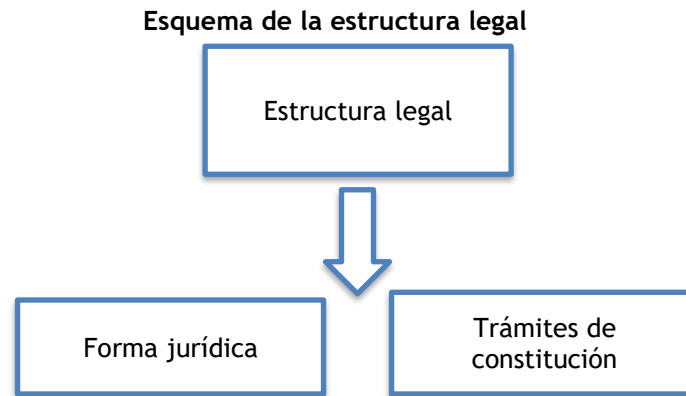 Esquema de la estructura legal
Estructura legal
Forma jurídica
Trámites de
constitución